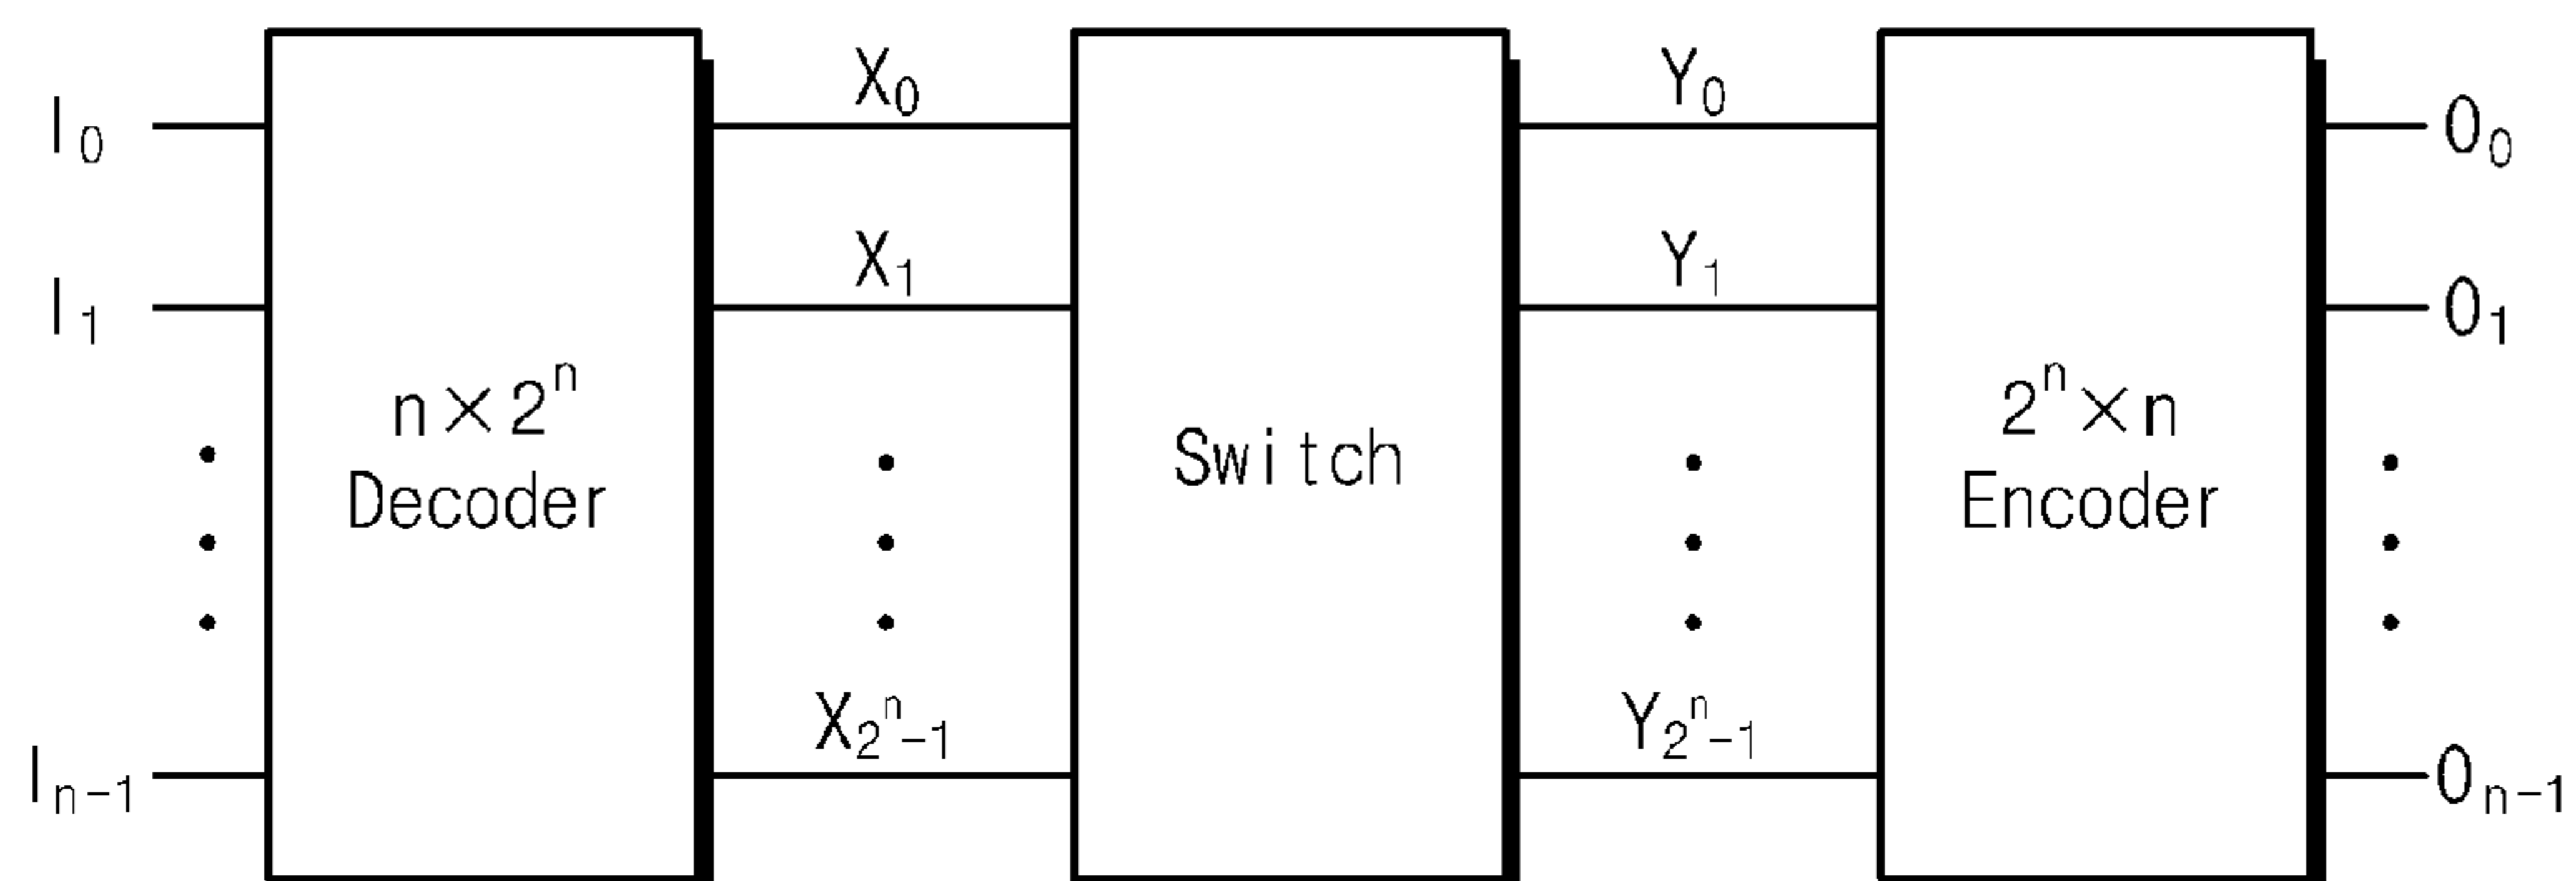 I₀ X₀ Y₀ O₀
I₁ X₁ Y₁ O₁
n×2ⁿ
Decoder
Switch
2ⁿ×n
Encoder
Iₙ₋₁ X₂ⁿ₋₁ Y₂ⁿ₋₁ Oₙ₋₁